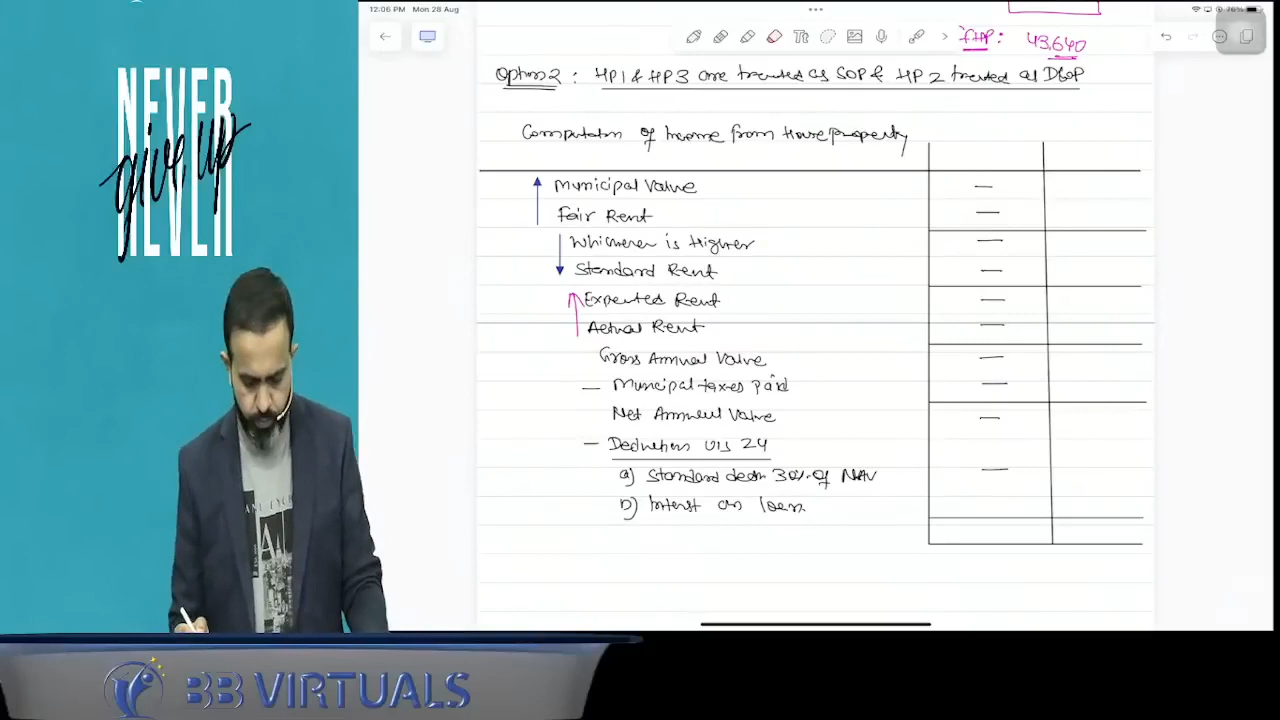 12:06 PM Mon 28 Aug
76%
IFHP: 43,640
NEVER
give up
NEVER
Option 2 : HP1 & HP3 are treated as SOP & HP2 treated as DLOP
Computation of Income from House property
Municipal Value —
Fair Rent —
Whichever is Higher —
Standard Rent —
Expected Rent —
Actual Rent —
Gross Annual Value —
— Municipal taxes paid —
Net Annual Value —
— Deduction u/s 24
a) Standard dedn 30% of NAV —
b) Interest on loan
BB VIRTUALS